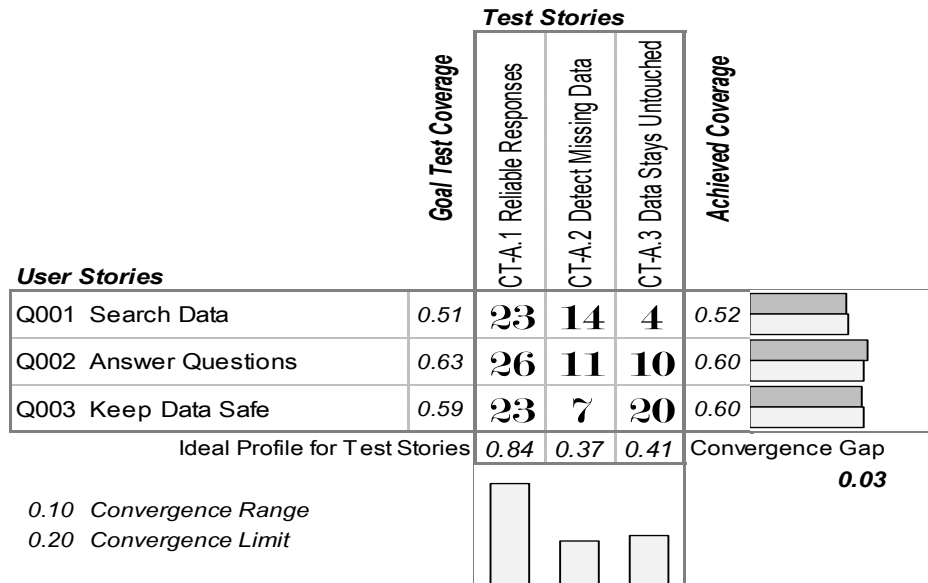 Test Stories
Goal Test Coverage
CT-A.1 Reliable Responses
CT-A.2 Detect Missing Data
CT-A.3 Data Stays Untouched
Achieved Coverage
User Stories
Q001 Search Data 0.51 23 14 4 0.52
Q002 Answer Questions 0.63 26 11 10 0.60
Q003 Keep Data Safe 0.59 23 7 20 0.60
Ideal Profile for Test Stories 0.84 0.37 0.41 Convergence Gap
0.03
0.10 Convergence Range
0.20 Convergence Limit